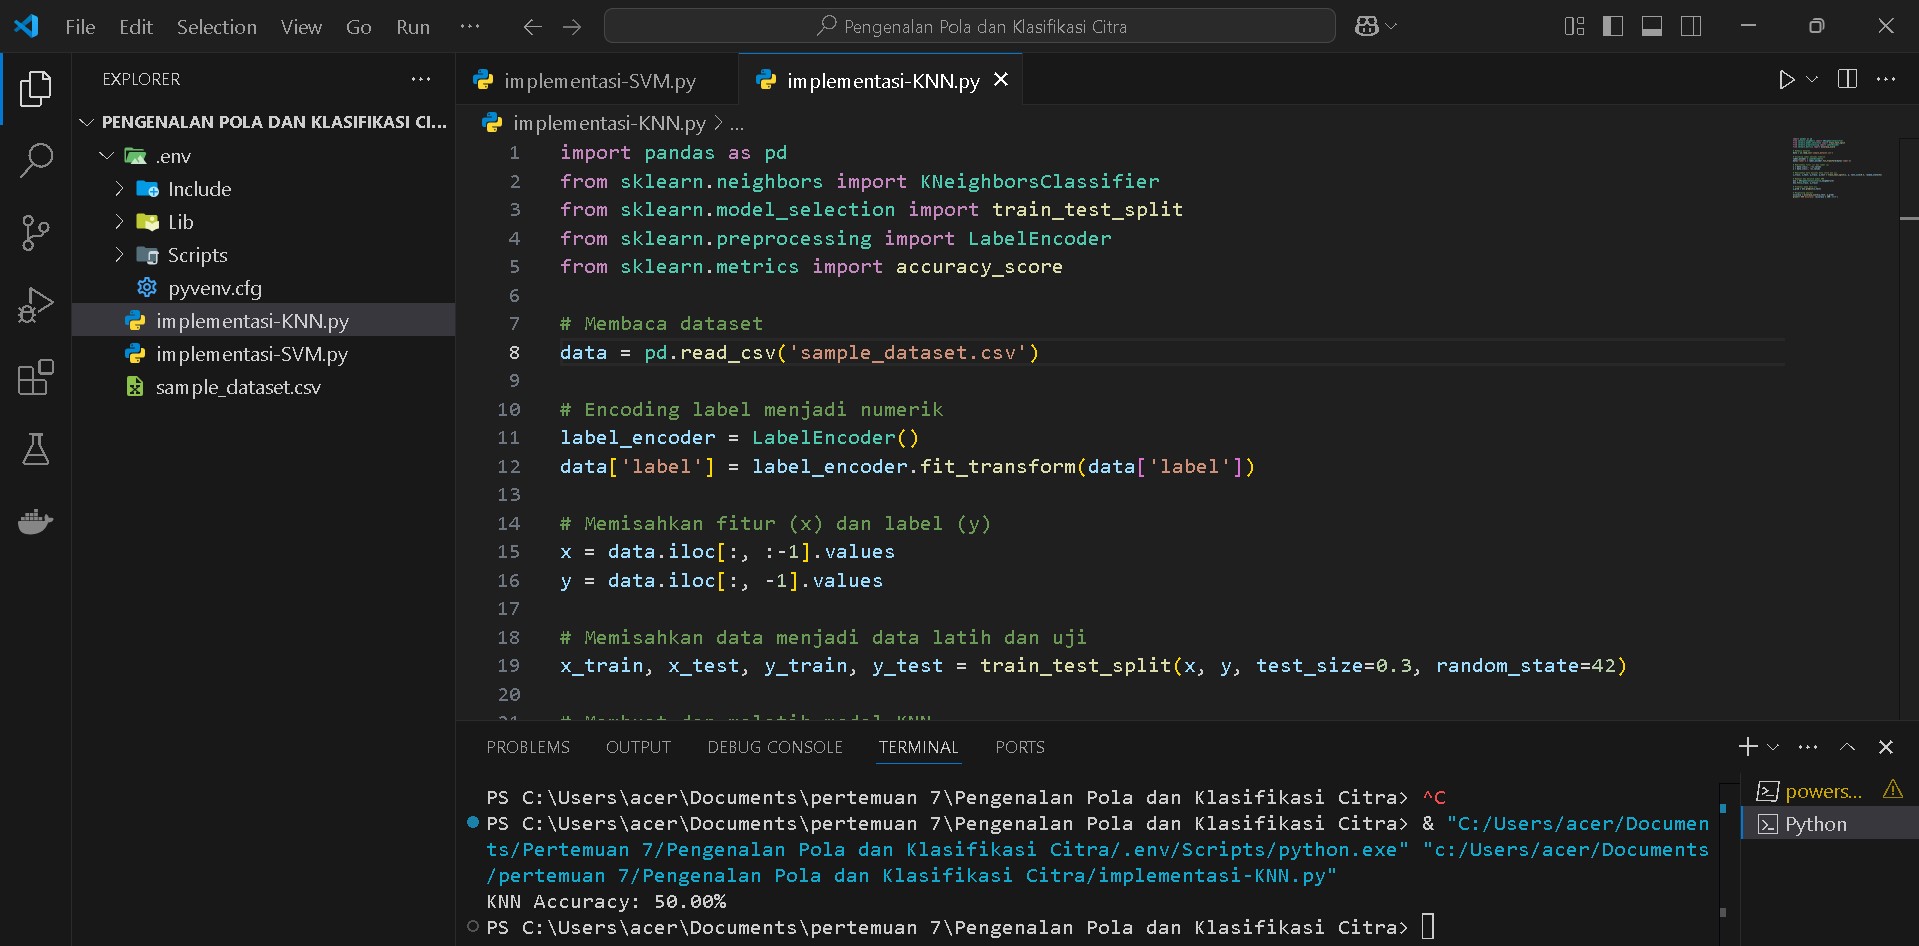 File Edit Selection View Go Run ···
Pengenalan Pola dan Klasifikasi Citra
EXPLORER
PENGENALAN POLA DAN KLASIFIKASI CI...
.env
Include
Lib
Scripts
pyvenv.cfg
implementasi-KNN.py
implementasi-SVM.py
sample_dataset.csv
implementasi-SVM.py
implementasi-KNN.py
implementasi-KNN.py > ...
1 import pandas as pd
2 from sklearn.neighbors import KNeighborsClassifier
3 from sklearn.model_selection import train_test_split
4 from sklearn.preprocessing import LabelEncoder
5 from sklearn.metrics import accuracy_score
6
7 # Membaca dataset
8 data = pd.read_csv('sample_dataset.csv')
9
10 # Encoding label menjadi numerik
11 label_encoder = LabelEncoder()
12 data['label'] = label_encoder.fit_transform(data['label'])
13
14 # Memisahkan fitur (x) dan label (y)
15 x = data.iloc[:, :-1].values
16 y = data.iloc[:, -1].values
17
18 # Memisahkan data menjadi data latih dan uji
19 x_train, x_test, y_train, y_test = train_test_split(x, y, test_size=0.3, random_state=42)
20
21 # Membuat dan melatih model KNN
PROBLEMS OUTPUT DEBUG CONSOLE TERMINAL PORTS
PS C:\Users\acer\Documents\pertemuan 7\Pengenalan Pola dan Klasifikasi Citra> ^C
PS C:\Users\acer\Documents\pertemuan 7\Pengenalan Pola dan Klasifikasi Citra> & "C:/Users/acer/Documen
ts/Pertemuan 7/Pengenalan Pola dan Klasifikasi Citra/.env/Scripts/python.exe" "c:/Users/acer/Documents
/pertemuan 7/Pengenalan Pola dan Klasifikasi Citra/implementasi-KNN.py"
KNN Accuracy: 50.00%
PS C:\Users\acer\Documents\pertemuan 7\Pengenalan Pola dan Klasifikasi Citra>
powers...
Python